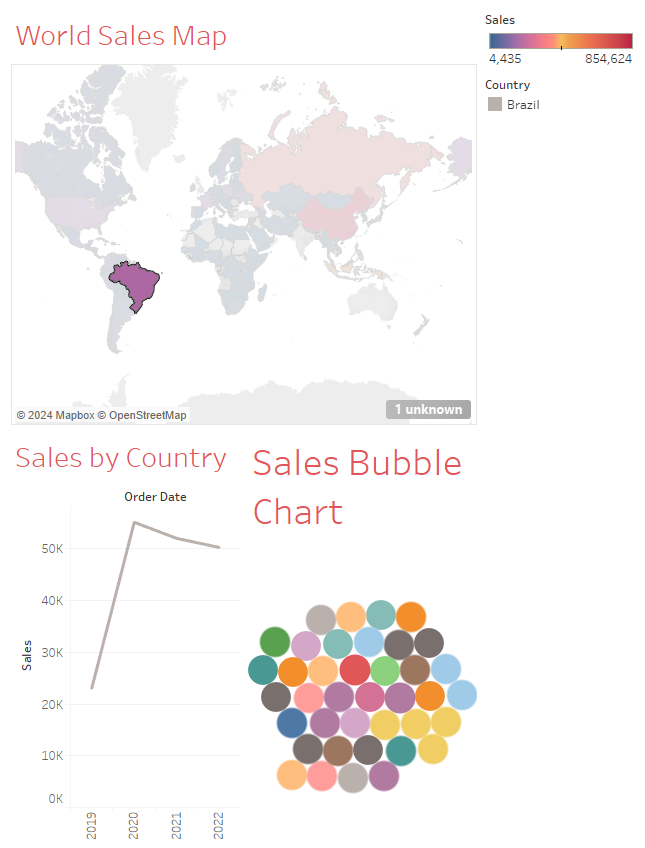 World Sales Map
Sales
4,435 854,624
Country
Brazil
© 2024 Mapbox © OpenStreetMap
1 unknown
Sales by Country
Order Date
Sales
50K
40K
30K
20K
10K
0K
2019
2020
2021
2022
Sales Bubble
Chart